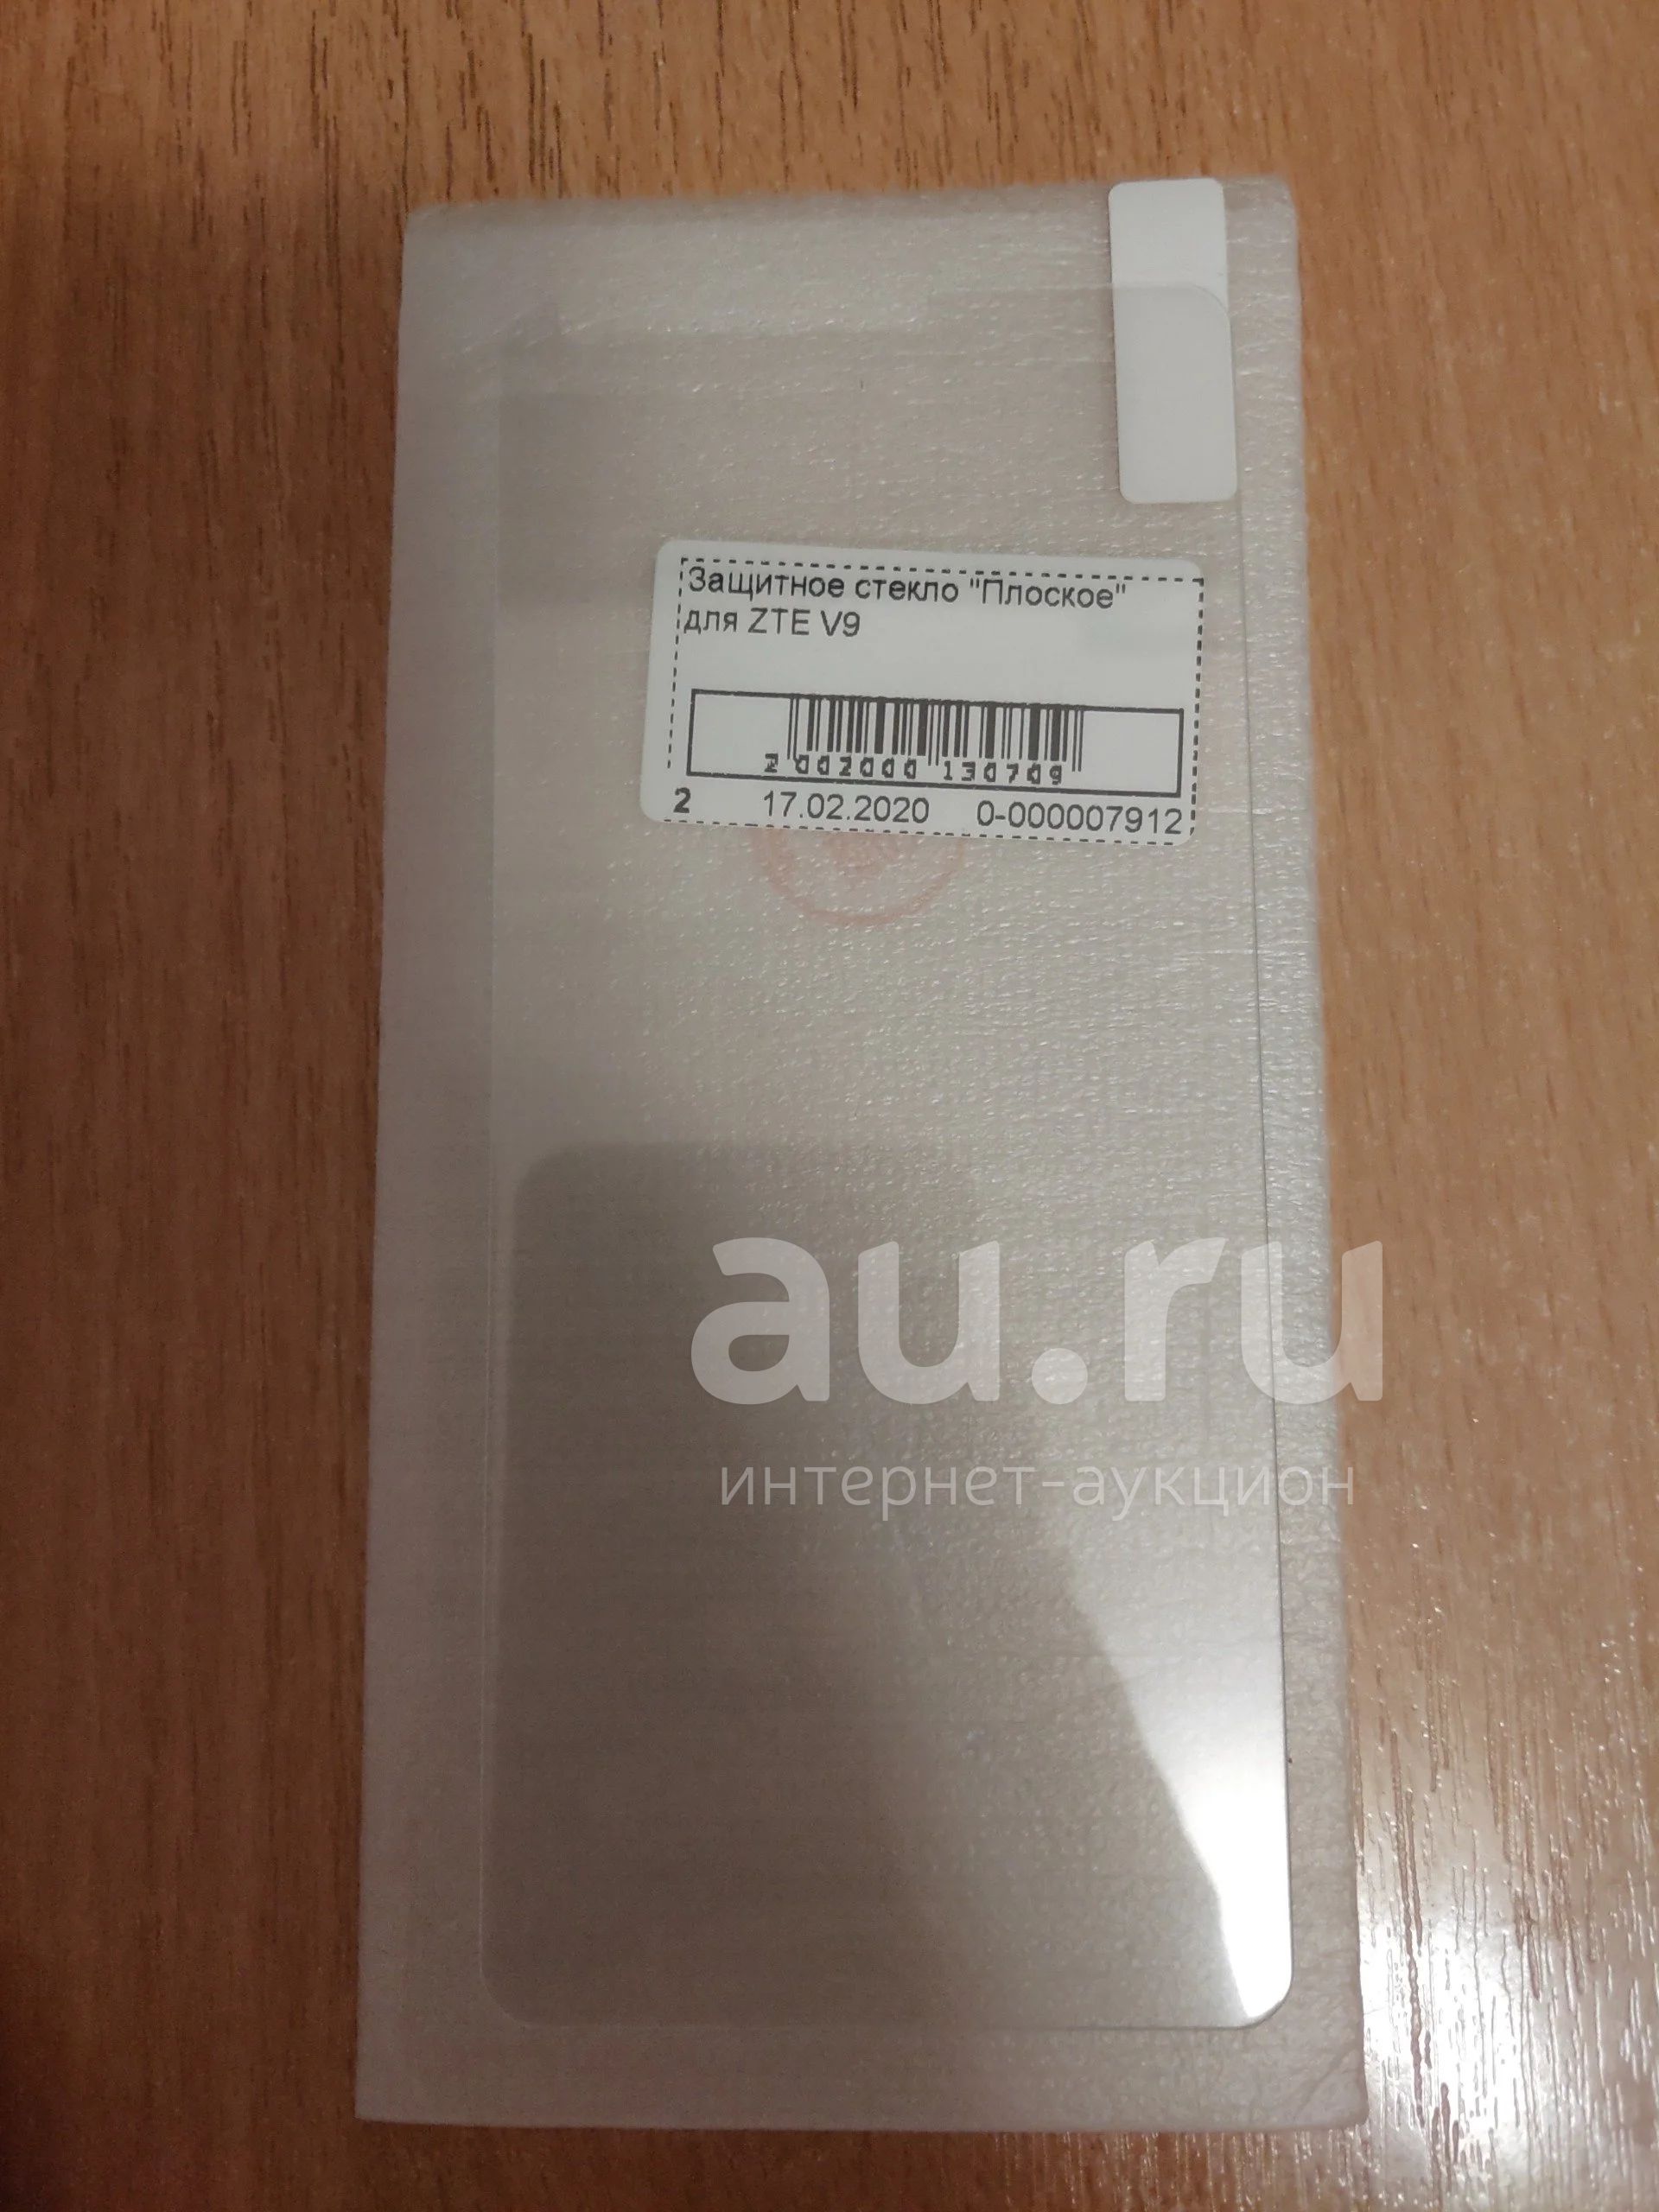 Защитное стекло "Плоское"
для ZTE V9
2 002000 130709
2 17.02.2020 0-000007912
au.ru
интернет-аукцион